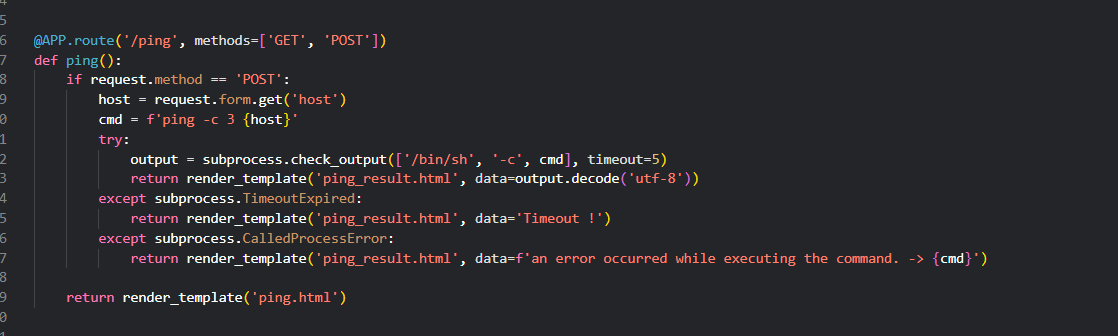 4
5
6 @APP.route('/ping', methods=['GET', 'POST'])
7 def ping():
8     if request.method == 'POST':
9         host = request.form.get('host')
0         cmd = f'ping -c 3 {host}'
1         try:
2             output = subprocess.check_output(['/bin/sh', '-c', cmd], timeout=5)
3             return render_template('ping_result.html', data=output.decode('utf-8'))
4         except subprocess.TimeoutExpired:
5             return render_template('ping_result.html', data='Timeout !')
6         except subprocess.CalledProcessError:
7             return render_template('ping_result.html', data=f'an error occurred while executing the command. -> {cmd}')
8
9     return render_template('ping.html')
0
1